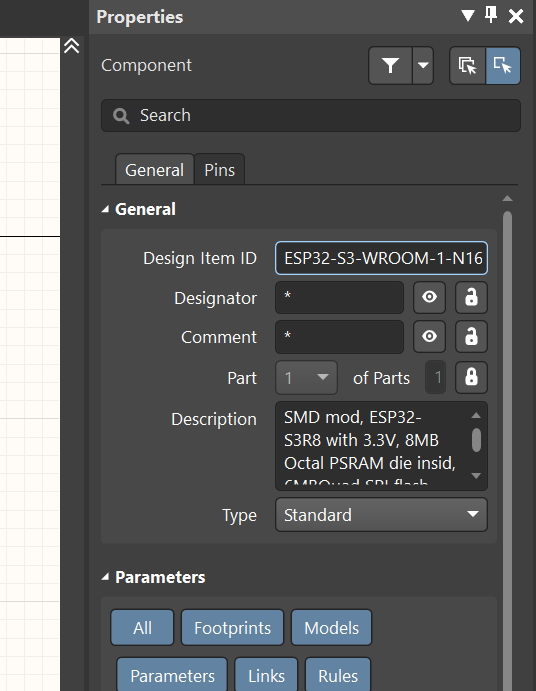 Properties
Component
Search
General Pins
General
Design Item ID ESP32-S3-WROOM-1-N16
Designator *
Comment *
Part 1 of Parts 1
Description SMD mod, ESP32-
S3R8 with 3.3V, 8MB
Octal PSRAM die insid,
Type Standard
Parameters
All Footprints Models
Parameters Links Rules